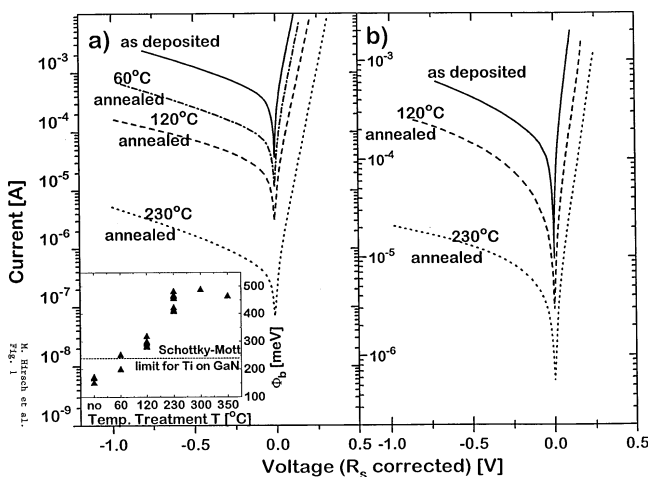 a)
b)
as deposited
60°C
annealed
120°C
annealed
230°C
annealed
as deposited
120°C
annealed
230°C
annealed
Current [A]
10-3
10-4
10-5
10-6
10-7
10-8
10-9
10-3
10-4
10-5
10-6
Schottky-Mott
limit for Ti on GaN
500
400
300
200
100
Φb [meV]
no 60 120 230 300 350
Temp. Treatment T [°C]
-1.0 -0.5 0.0 0.5
-1.0 -0.5 0.0 0.5
Voltage (Rs corrected) [V]
M. Hirsch et al.
Fig. 1